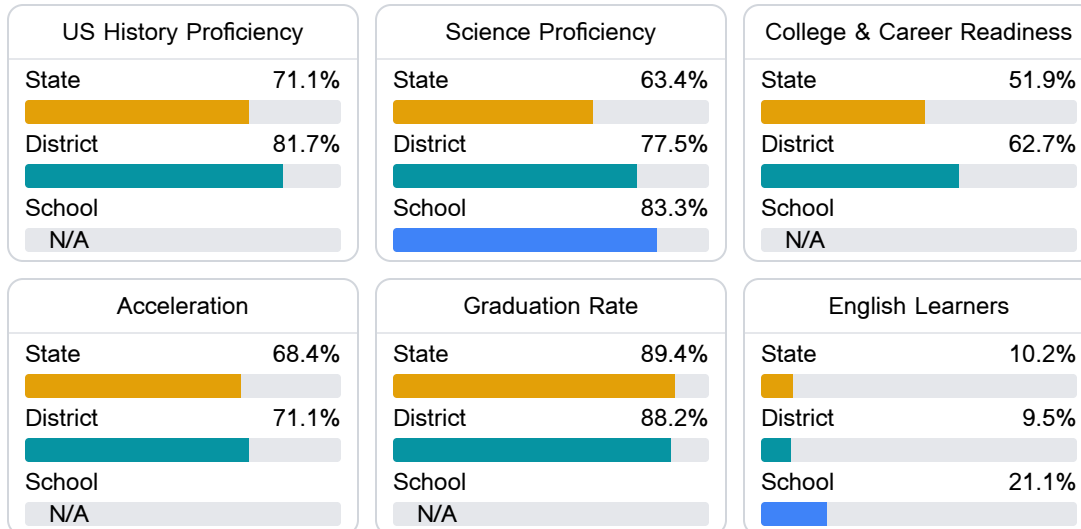 US History Proficiency
State 71.1%
District 81.7%
School
N/A
Science Proficiency
State 63.4%
District 77.5%
School 83.3%
College & Career Readiness
State 51.9%
District 62.7%
School
N/A
Acceleration
State 68.4%
District 71.1%
School
N/A
Graduation Rate
State 89.4%
District 88.2%
School
N/A
English Learners
State 10.2%
District 9.5%
School 21.1%